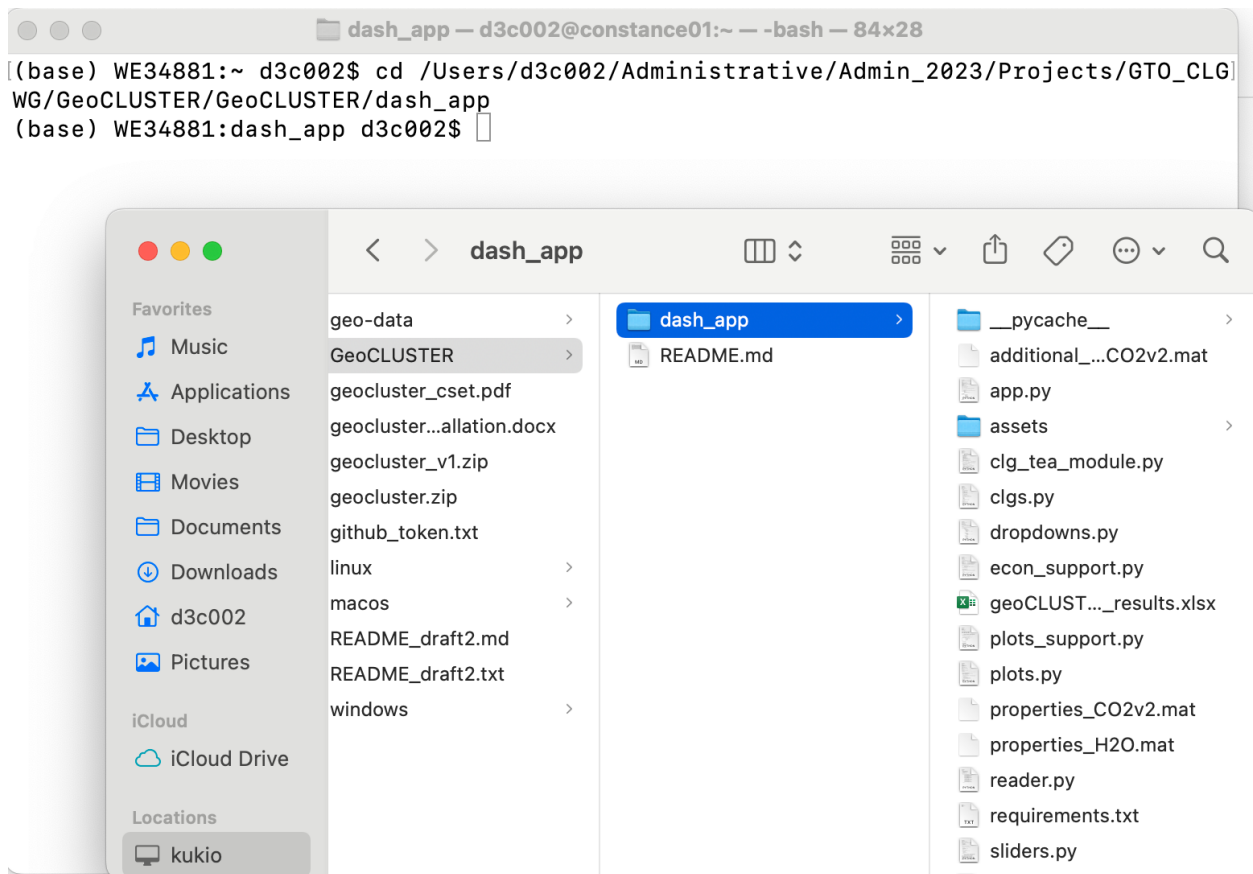 dash_app — d3c002@constance01:~ — -bash — 84×28
[(base) WE34881:~ d3c002$ cd /Users/d3c002/Administrative/Admin_2023/Projects/GTO_CLG]
WG/GeoCLUSTER/GeoCLUSTER/dash_app
(base) WE34881:dash_app d3c002$
dash_app
Favorites
Music
Applications
Desktop
Movies
Documents
Downloads
d3c002
Pictures
iCloud
iCloud Drive
Locations
kukio
geo-data
GeoCLUSTER
geocluster_cset.pdf
geocluster...allation.docx
geocluster_v1.zip
geocluster.zip
github_token.txt
linux
macos
README_draft2.md
README_draft2.txt
windows
dash_app
README.md
__pycache__
additional_...CO2v2.mat
app.py
assets
clg_tea_module.py
clgs.py
dropdowns.py
econ_support.py
geoCLUST..._results.xlsx
plots_support.py
plots.py
properties_CO2v2.mat
properties_H2O.mat
reader.py
requirements.txt
sliders.py